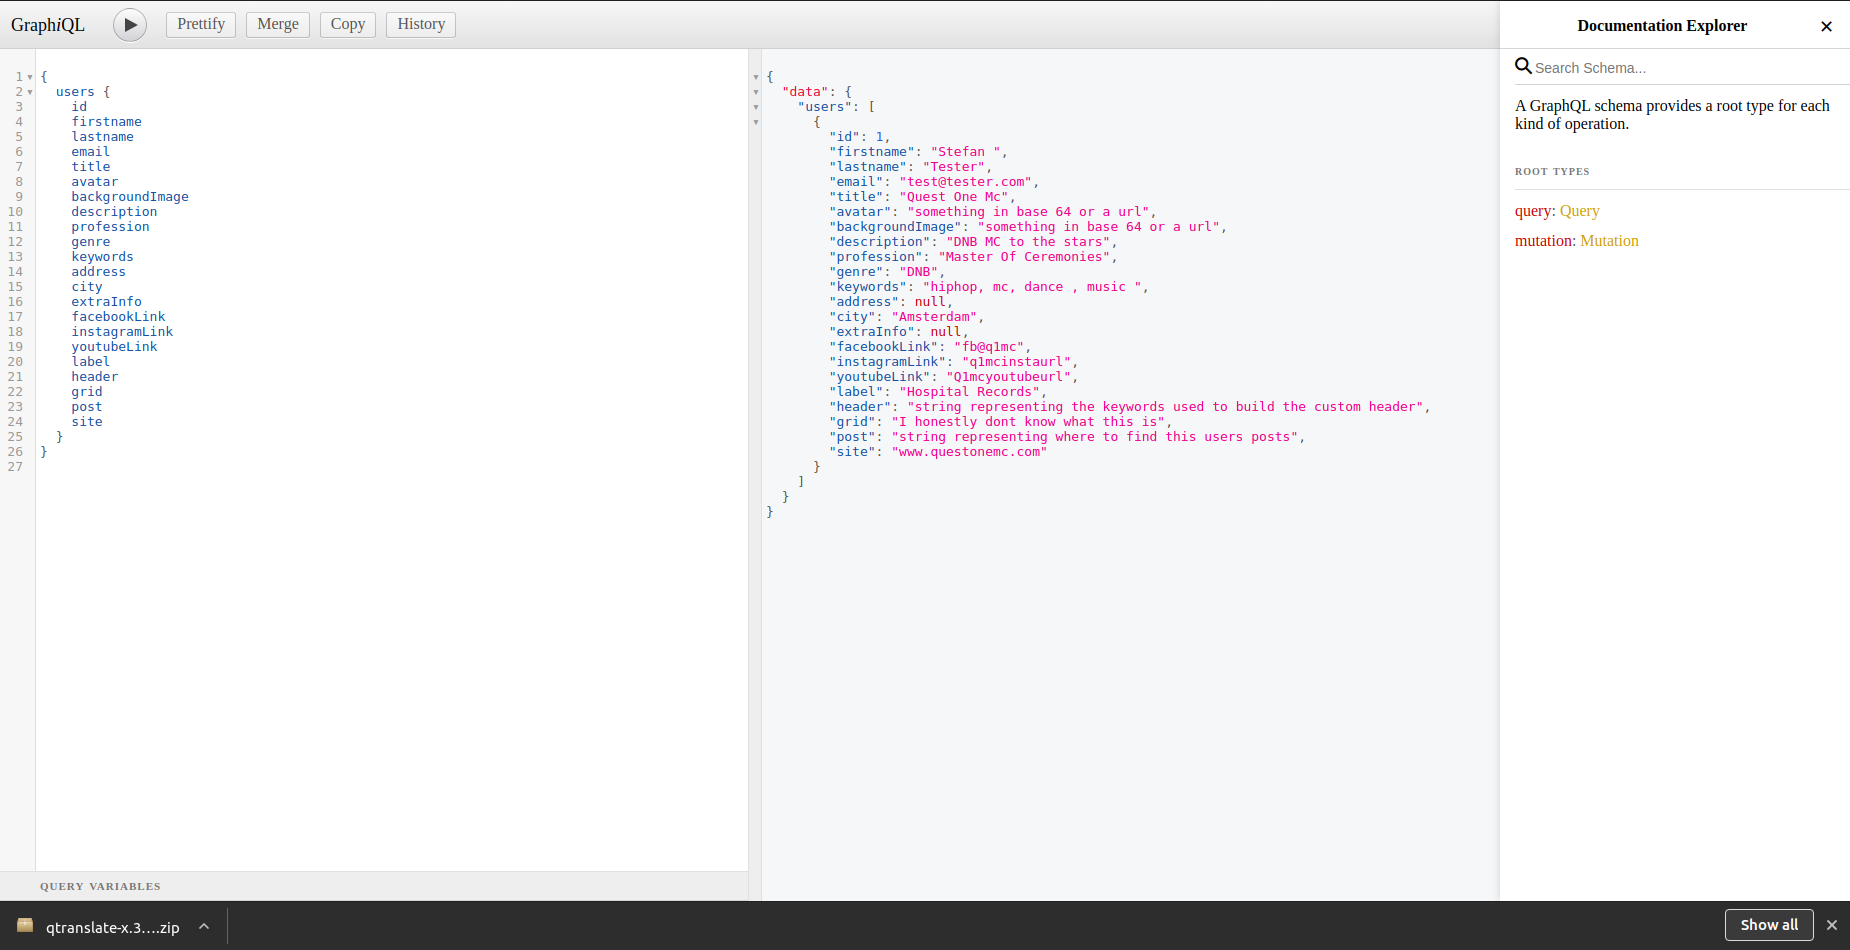 GraphiQL
Prettify
Merge
Copy
History
1 {
2   users {
3     id
4     firstname
5     lastname
6     email
7     title
8     avatar
9     backgroundImage
10     description
11     profession
12     genre
13     keywords
14     address
15     city
16     extraInfo
17     facebookLink
18     instagramLink
19     youtubeLink
20     label
21     header
22     grid
23     post
24     site
25   }
26 }
27
QUERY VARIABLES
{
  "data": {
    "users": [
      {
        "id": 1,
        "firstname": "Stefan ",
        "lastname": "Tester",
        "email": "test@tester.com",
        "title": "Quest One Mc",
        "avatar": "something in base 64 or a url",
        "backgroundImage": "something in base 64 or a url",
        "description": "DNB MC to the stars",
        "profession": "Master Of Ceremonies",
        "genre": "DNB",
        "keywords": "hiphop, mc, dance , music ",
        "address": null,
        "city": "Amsterdam",
        "extraInfo": null,
        "facebookLink": "fb@q1mc",
        "instagramLink": "q1mcinstaurl",
        "youtubeLink": "Q1mcyoutubeurl",
        "label": "Hospital Records",
        "header": "string representing the keywords used to build the custom header",
        "grid": "I honestly dont know what this is",
        "post": "string representing where to find this users posts",
        "site": "www.questonemc.com"
      }
    ]
  }
}
Documentation Explorer
Search Schema...
A GraphQL schema provides a root type for each
kind of operation.
ROOT TYPES
query: Query
mutation: Mutation
qtranslate-x.3....zip
Show all